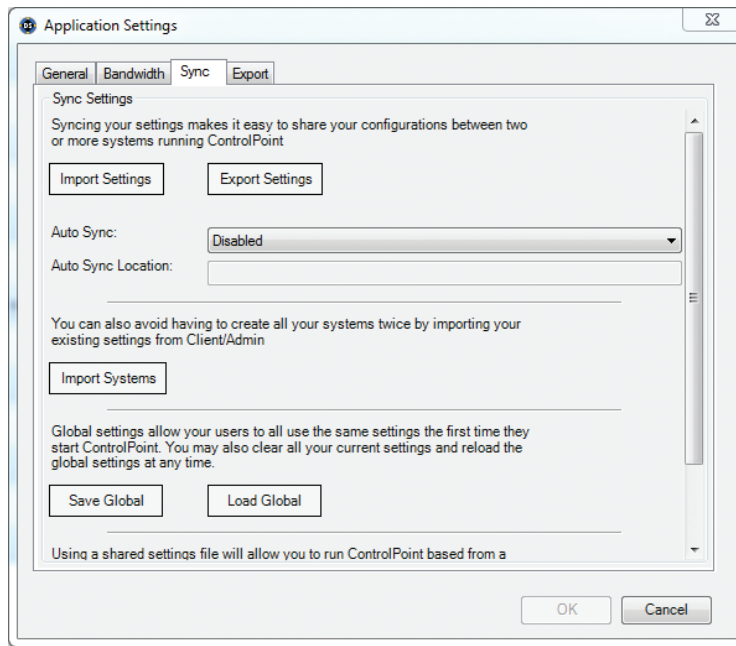 Application Settings
General Bandwidth Sync Export
Sync Settings
Syncing your settings makes it easy to share your configurations between two
or more systems running ControlPoint
Import Settings Export Settings
Auto Sync: Disabled
Auto Sync Location:
You can also avoid having to create all your systems twice by importing your
existing settings from Client/Admin
Import Systems
Global settings allow your users to all use the same settings the first time they
start ControlPoint. You may also clear all your current settings and reload the
global settings at any time.
Save Global Load Global
Using a shared settings file will allow you to run ControlPoint based from a
OK Cancel